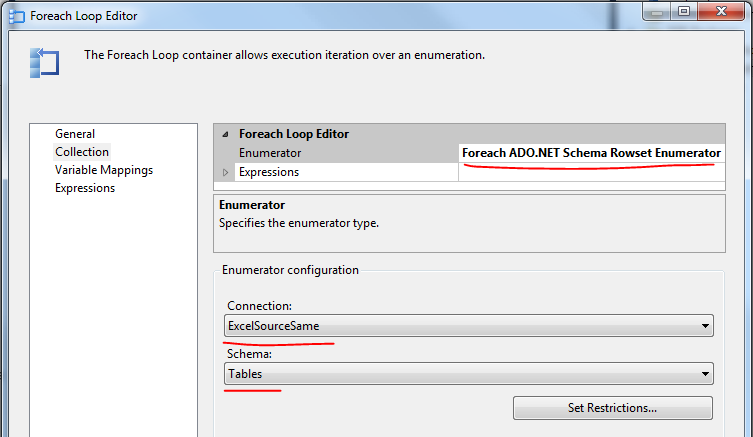 Foreach Loop Editor
The Foreach Loop container allows execution iteration over an enumeration.
General
Collection
Variable Mappings
Expressions
Foreach Loop Editor
Enumerator Foreach ADO.NET Schema Rowset Enumerator
Expressions
Enumerator
Specifies the enumerator type.
Enumerator configuration
Connection:
ExcelSourceSame
Schema:
Tables
Set Restrictions...